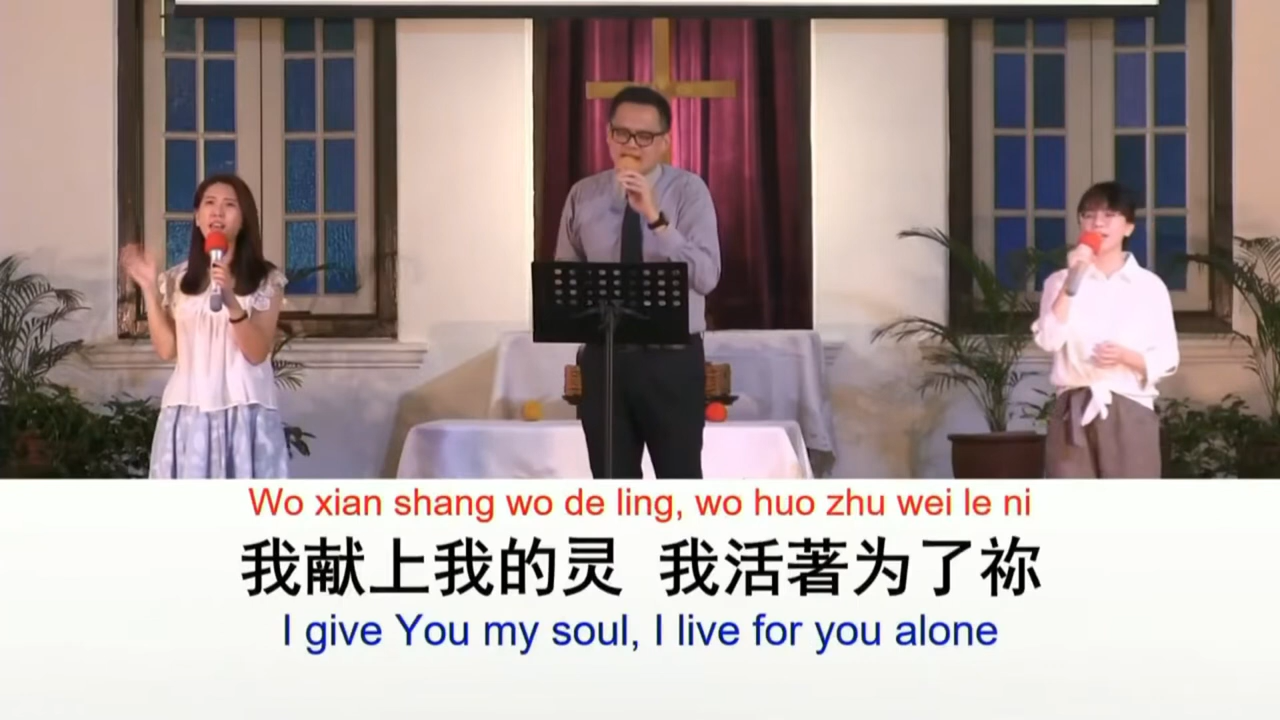 Wo xian shang wo de ling, wo huo zhu wei le ni
我献上我的灵 我活著为了祢
I give You my soul, I live for you alone